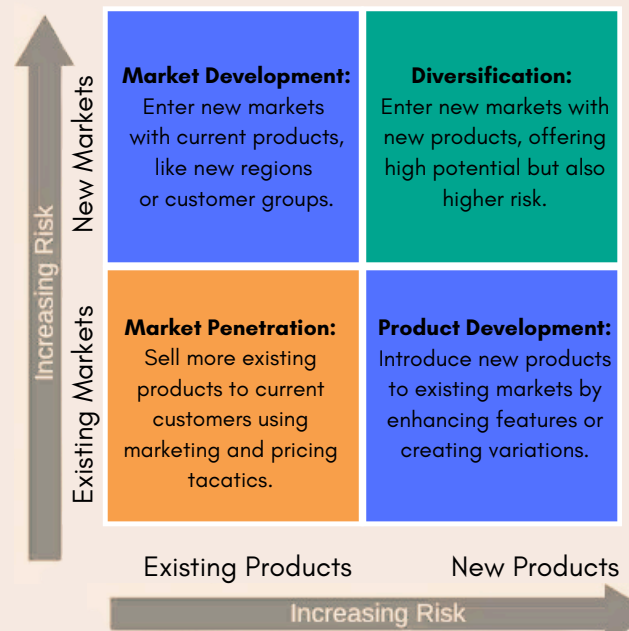 New Markets
Increasing Risk
Market Development:
Enter new markets
with current products,
like new regions
or customer groups.
Diversification:
Enter new markets with
new products, offering
high potential but also
higher risk.
Existing Markets
Market Penetration:
Sell more existing
products to current
customers using
marketing and pricing
tacatics.
Product Development:
Introduce new products
to existing markets by
enhancing features or
creating variations.
Existing Products
New Products
Increasing Risk